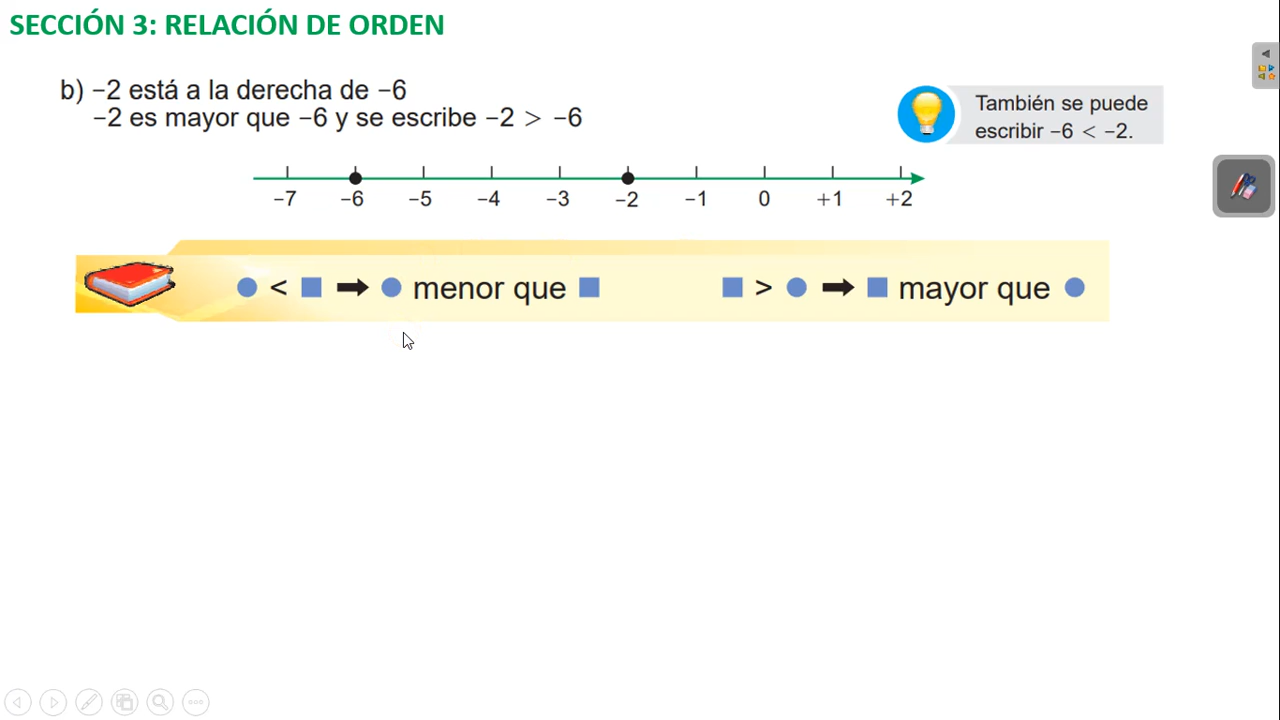 SECCIÓN 3: RELACIÓN DE ORDEN
b) −2 está a la derecha de −6
−2 es mayor que −6 y se escribe −2 > −6
También se puede
escribir −6 < −2.
−7 −6 −5 −4 −3 −2 −1 0 +1 +2
● < ■ ➡ ● menor que ■
■ > ● ➡ ■ mayor que ●